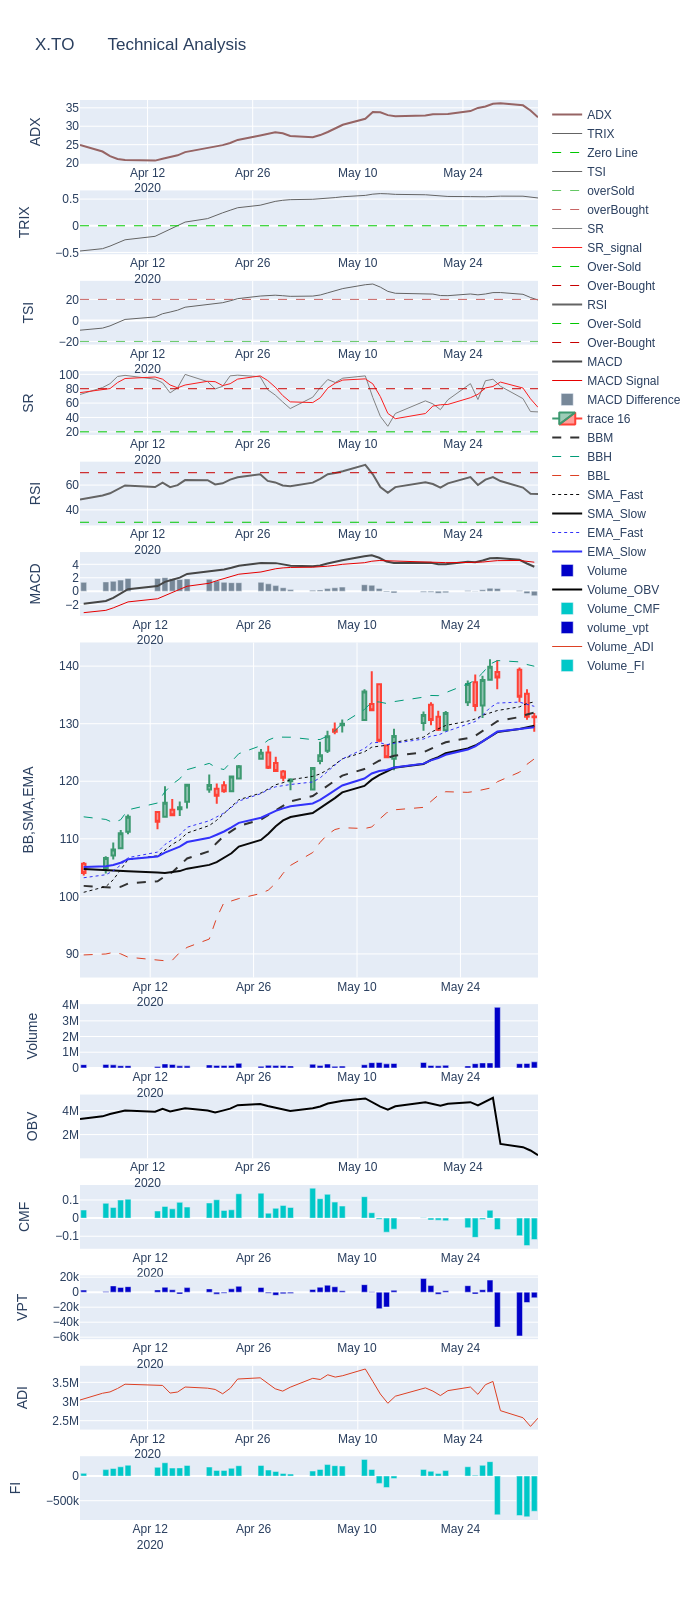 X.TO Technical Analysis
ADX
35
30
25
20
Apr 12
2020
Apr 26
May 10
May 24
TRIX
0.5
0
−0.5
Apr 12
2020
Apr 26
May 10
May 24
TSI
20
0
−20
Apr 12
2020
Apr 26
May 10
May 24
SR
100
80
60
40
20
Apr 12
2020
Apr 26
May 10
May 24
RSI
60
40
Apr 12
2020
Apr 26
May 10
May 24
MACD
4
2
0
−2
Apr 12
2020
Apr 26
May 10
May 24
BB,SMA,EMA
140
130
120
110
100
90
Apr 12
2020
Apr 26
May 10
May 24
Volume
4M
3M
2M
1M
0
Apr 12
2020
Apr 26
May 10
May 24
OBV
4M
2M
Apr 12
2020
Apr 26
May 10
May 24
CMF
0.1
0
−0.1
Apr 12
2020
Apr 26
May 10
May 24
VPT
20k
0
−20k
−40k
−60k
Apr 12
2020
Apr 26
May 10
May 24
ADI
3.5M
3M
2.5M
Apr 12
2020
Apr 26
May 10
May 24
FI
0
−500k
Apr 12
2020
Apr 26
May 10
May 24
ADX
TRIX
Zero Line
TSI
overSold
overBought
SR
SR_signal
Over-Sold
Over-Bought
RSI
Over-Sold
Over-Bought
MACD
MACD Signal
MACD Difference
trace 16
BBM
BBH
BBL
SMA_Fast
SMA_Slow
EMA_Fast
EMA_Slow
Volume
Volume_OBV
Volume_CMF
volume_vpt
Volume_ADI
Volume_FI